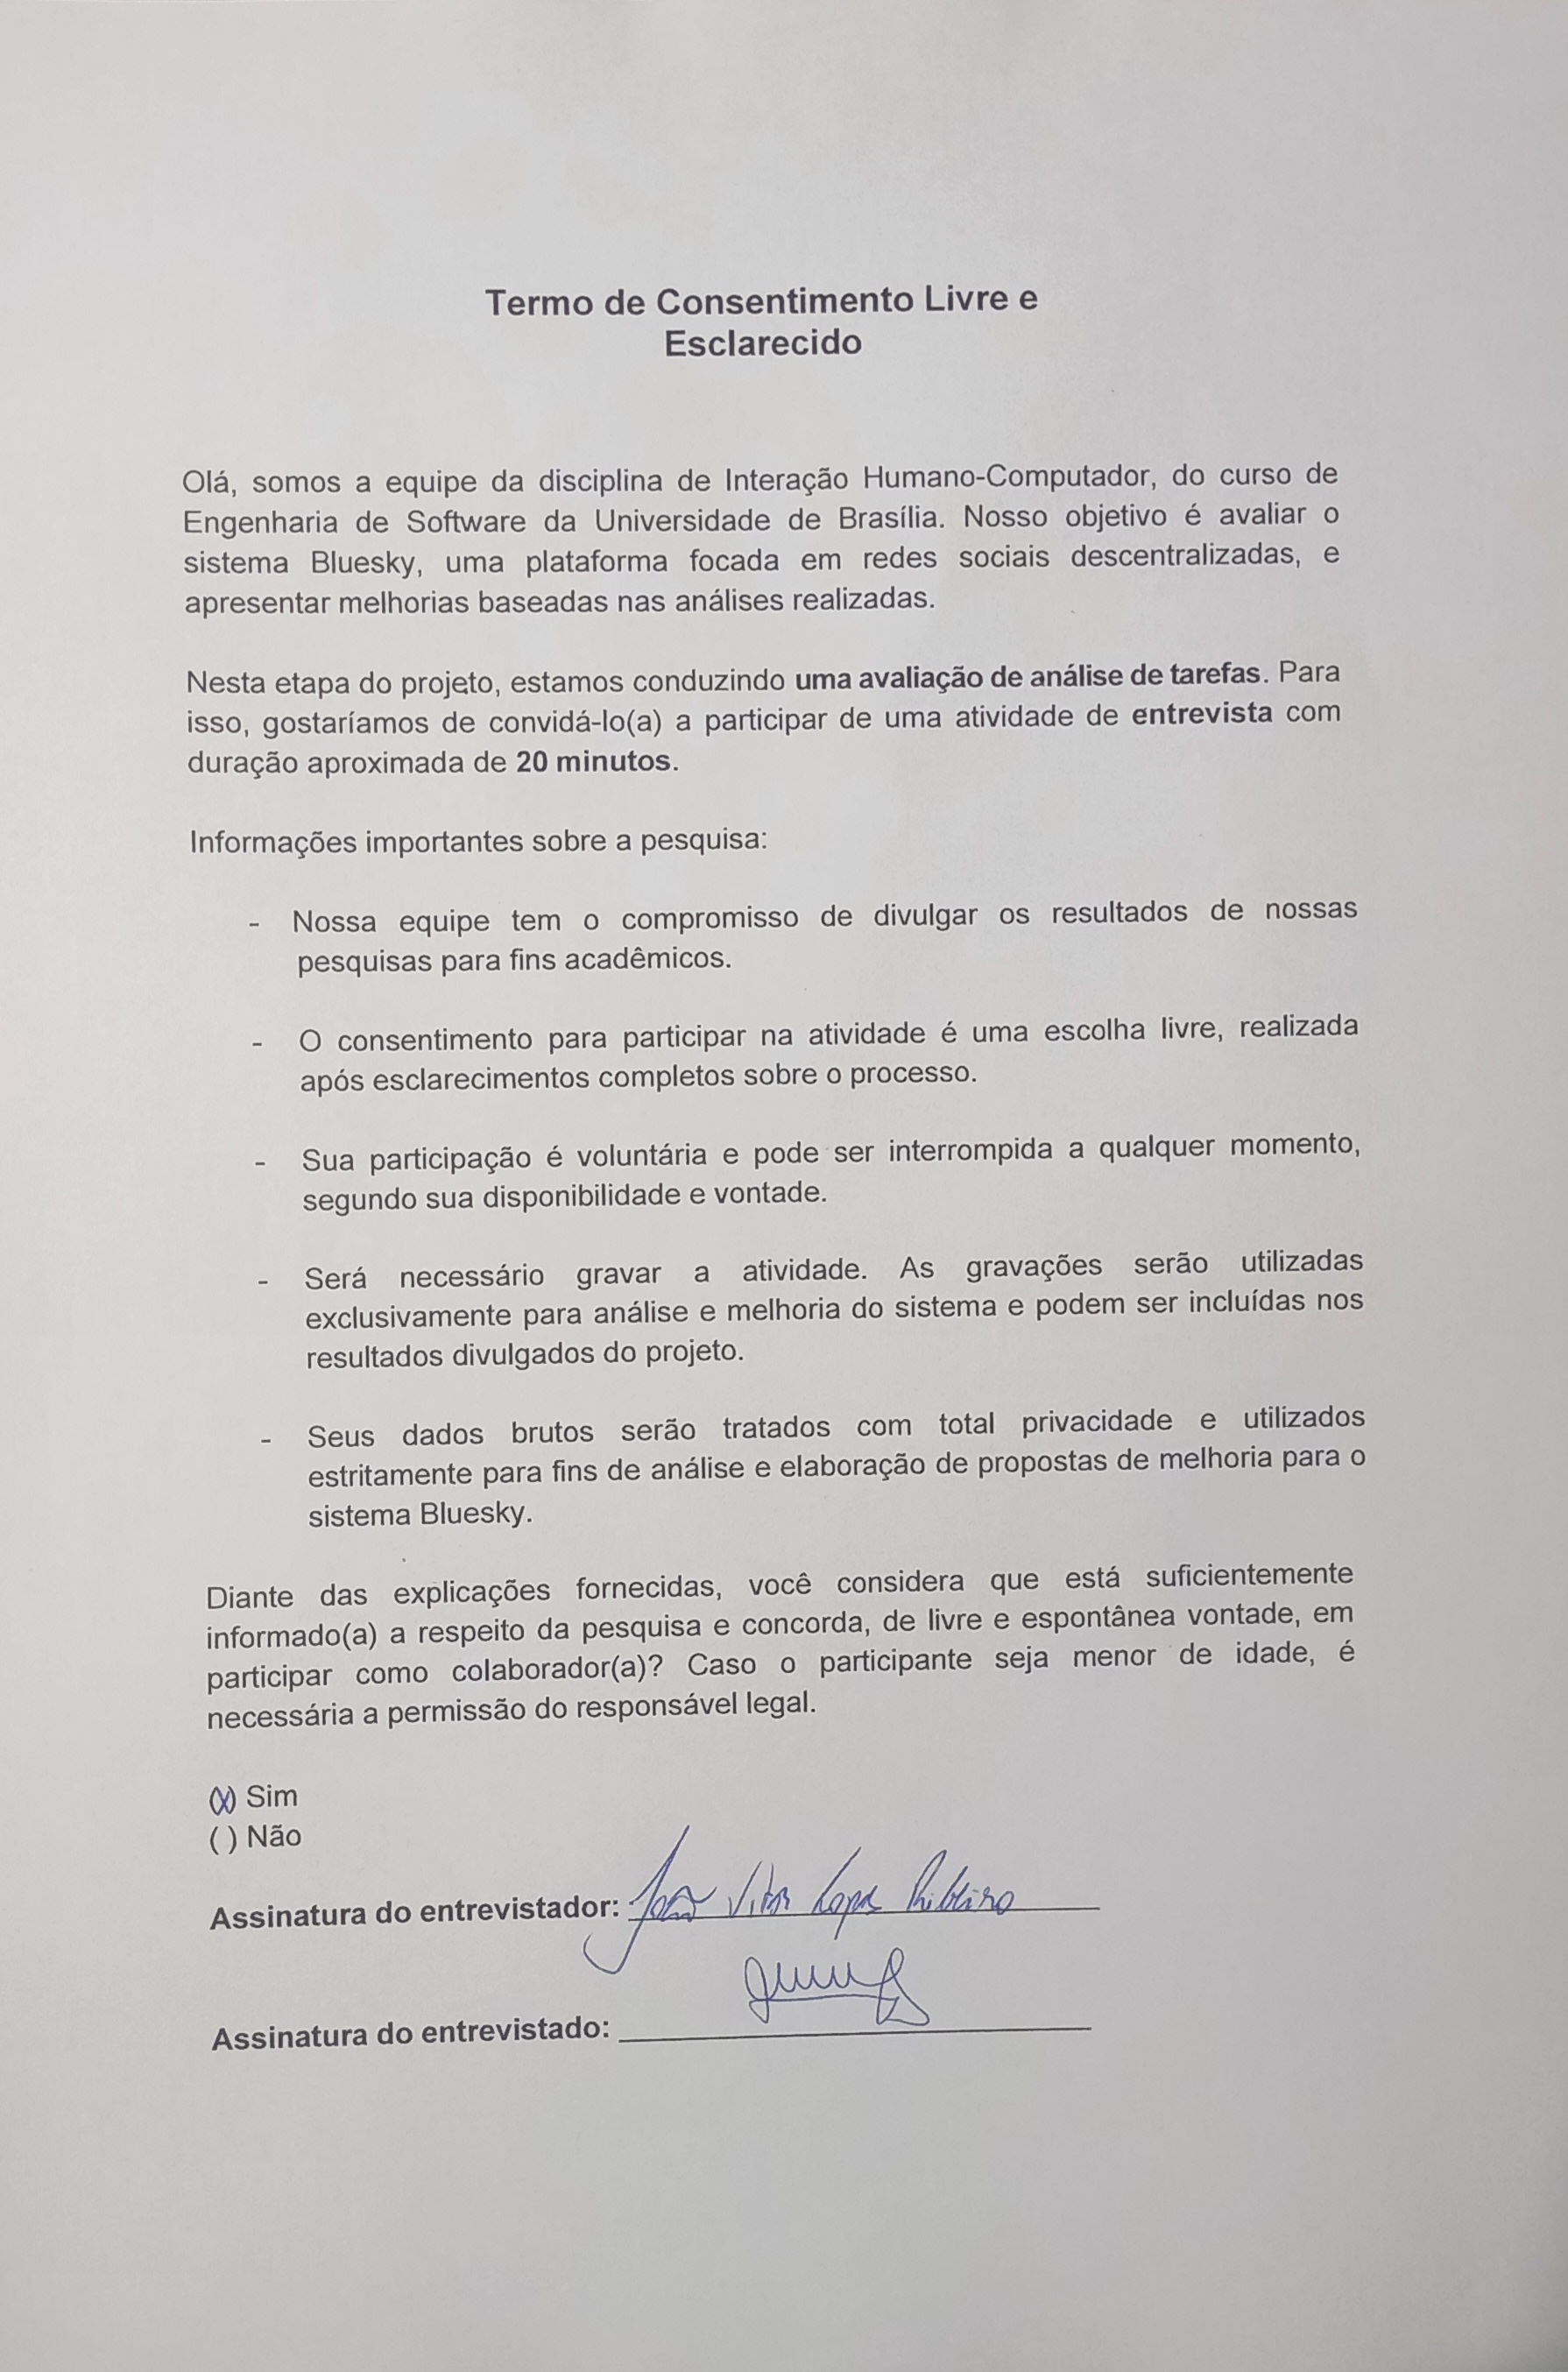 Termo de Consentimento Livre e
Esclarecido
Olá, somos a equipe da disciplina de Interação Humano-Computador, do curso de
Engenharia de Software da Universidade de Brasília. Nosso objetivo é avaliar o
sistema Bluesky, uma plataforma focada em redes sociais descentralizadas, e
apresentar melhorias baseadas nas análises realizadas.
Nesta etapa do projeto, estamos conduzindo uma avaliação de análise de tarefas. Para
isso, gostaríamos de convidá-lo(a) a participar de uma atividade de entrevista com
duração aproximada de 20 minutos.
Informações importantes sobre a pesquisa:
- Nossa equipe tem o compromisso de divulgar os resultados de nossas
pesquisas para fins acadêmicos.
- O consentimento para participar na atividade é uma escolha livre, realizada
após esclarecimentos completos sobre o processo.
- Sua participação é voluntária e pode ser interrompida a qualquer momento,
segundo sua disponibilidade e vontade.
- Será necessário gravar a atividade. As gravações serão utilizadas
exclusivamente para análise e melhoria do sistema e podem ser incluídas nos
resultados divulgados do projeto.
- Seus dados brutos serão tratados com total privacidade e utilizados
estritamente para fins de análise e elaboração de propostas de melhoria para o
sistema Bluesky.
Diante das explicações fornecidas, você considera que está suficientemente
informado(a) a respeito da pesquisa e concorda, de livre e espontânea vontade, em
participar como colaborador(a)? Caso o participante seja menor de idade, é
necessária a permissão do responsável legal.
(X) Sim
( ) Não
Assinatura do entrevistador: João Vitor Lopes Ribeiro
Assinatura do entrevistado: